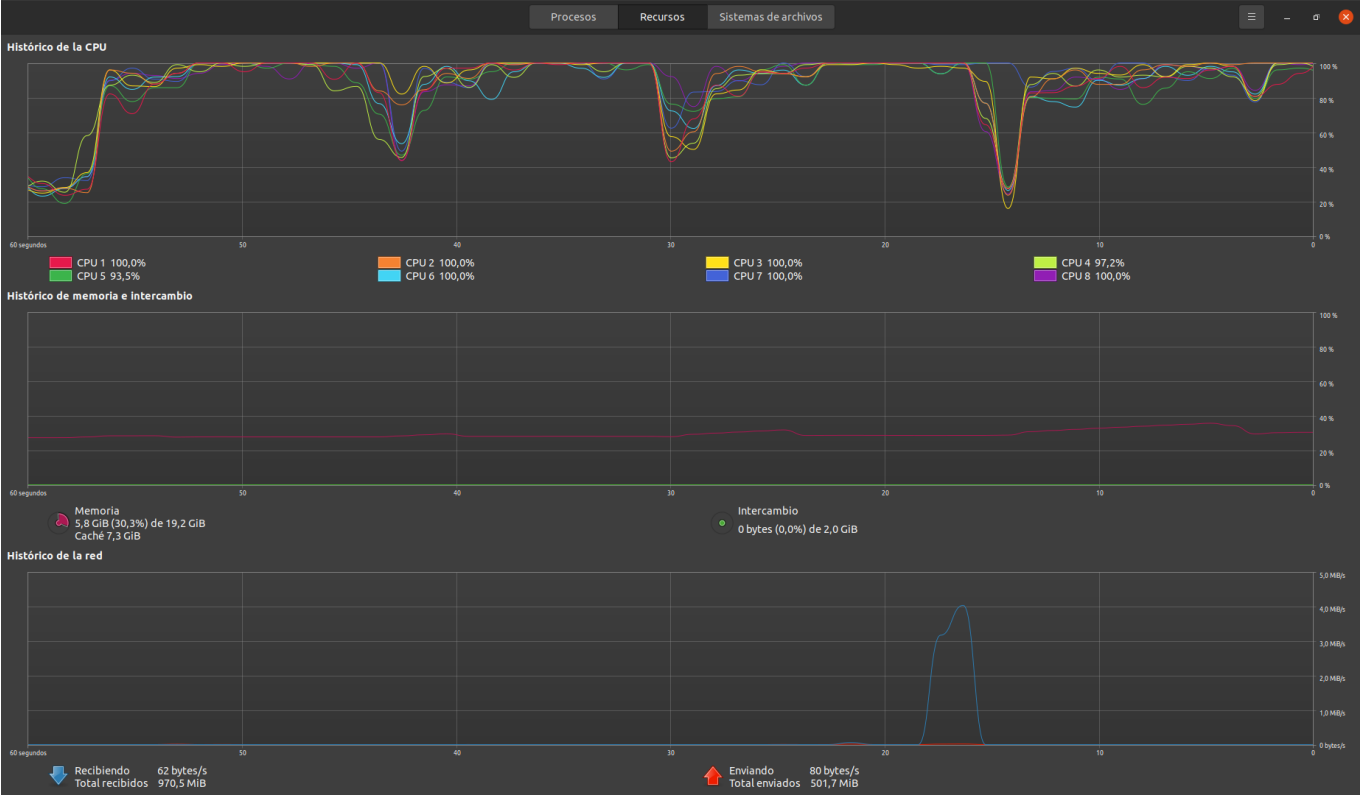 Procesos Recursos Sistemas de archivos
Histórico de la CPU
100 %
80 %
60 %
40 %
20 %
0 %
60 segundos 50 40 30 20 10 0
CPU 1 100,0% CPU 2 100,0% CPU 3 100,0% CPU 4 97,2%
CPU 5 93,5% CPU 6 100,0% CPU 7 100,0% CPU 8 100,0%
Histórico de memoria e intercambio
100 %
80 %
60 %
40 %
20 %
0 %
60 segundos 50 40 30 20 10 0
Memoria
5,8 GiB (30,3%) de 19,2 GiB
Caché 7,3 GiB
Intercambio
0 bytes (0,0%) de 2,0 GiB
Histórico de la red
5,0 MiB/s
4,0 MiB/s
3,0 MiB/s
2,0 MiB/s
1,0 MiB/s
0 bytes/s
60 segundos 50 40 30 20 10 0
Recibiendo 62 bytes/s
Total recibidos 970,5 MiB
Enviando 80 bytes/s
Total enviados 501,7 MiB